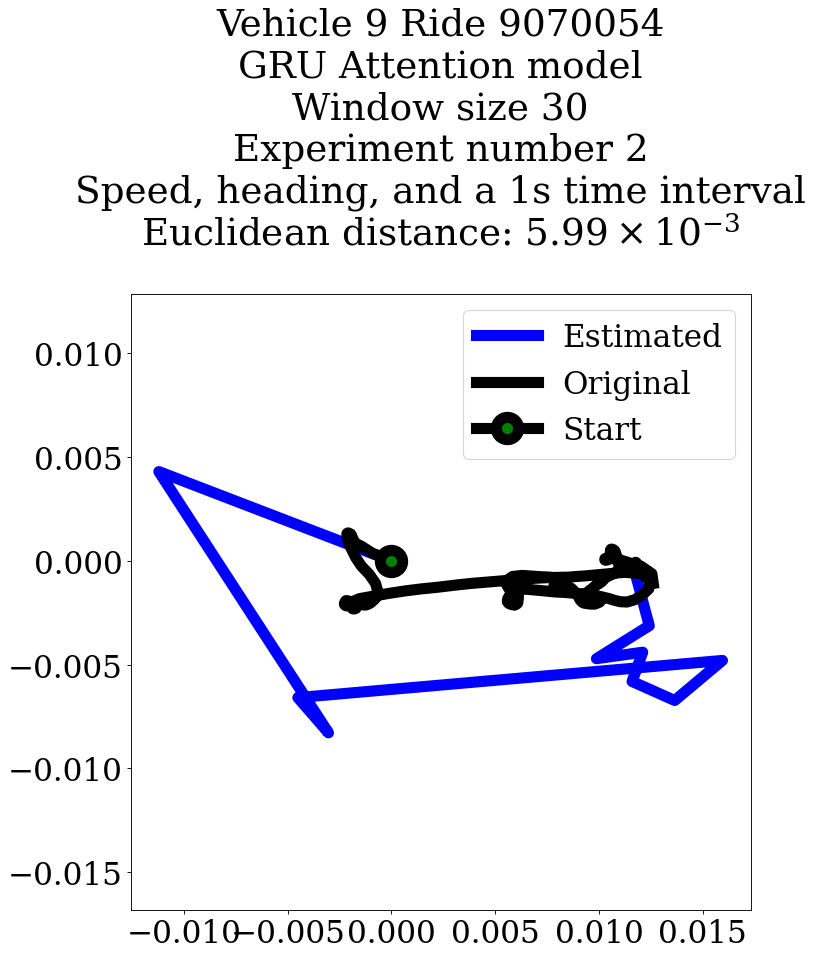 Vehicle 9 Ride 9070054
GRU Attention model
Window size 30
Experiment number 2
Speed, heading, and a 1s time interval
Euclidean distance: 5.99 × 10⁻³
Estimated
Original
Start
0.010
0.005
0.000
−0.005
−0.010
−0.015
−0.010 −0.005 0.000 0.005 0.010 0.015